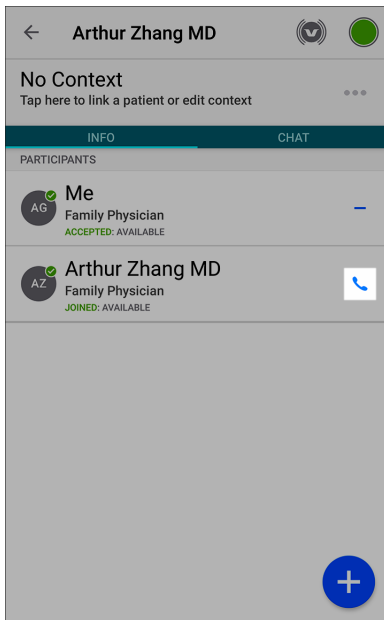 Arthur Zhang MD
No Context
Tap here to link a patient or edit context
INFO CHAT
PARTICIPANTS
AG
Me
Family Physician
ACCEPTED: AVAILABLE
AZ
Arthur Zhang MD
Family Physician
JOINED: AVAILABLE